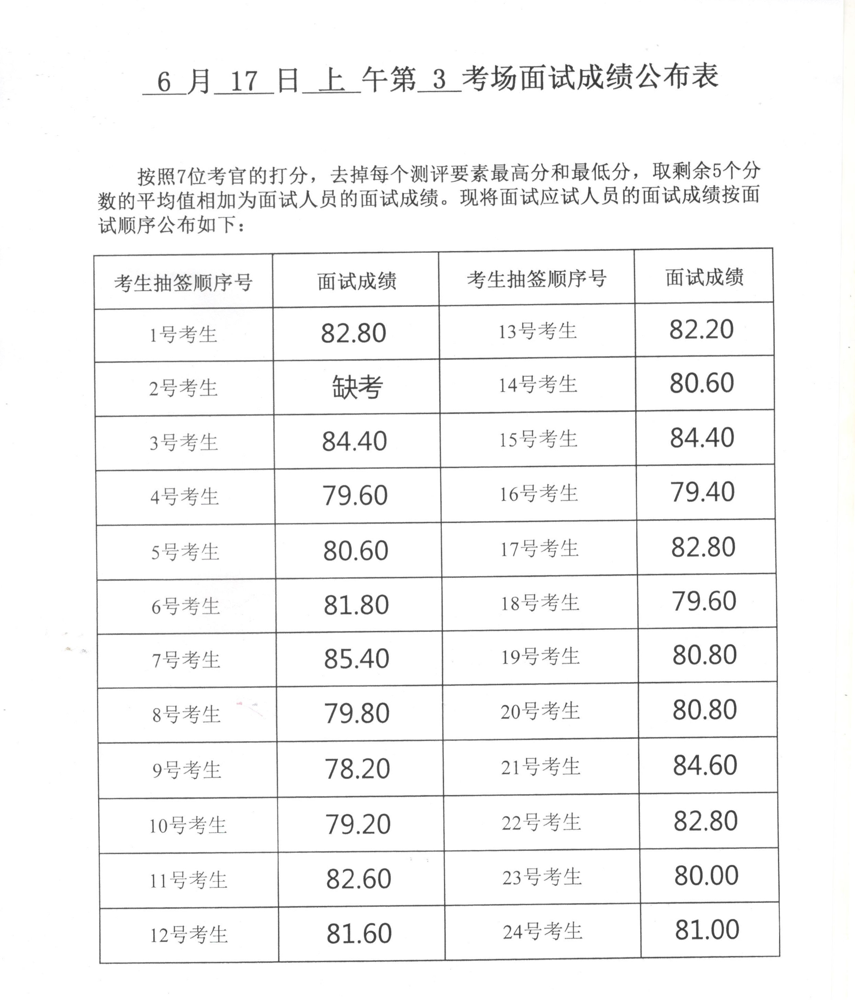 6 月 17 日 上 午第 3 考场面试成绩公布表
按照7位考官的打分，去掉每个测评要素最高分和最低分，取剩余5个分
数的平均值相加为面试人员的面试成绩。现将面试应试人员的面试成绩按面
试顺序公布如下：
考生抽签顺序号 面试成绩 考生抽签顺序号 面试成绩
1号考生 82.80 13号考生 82.20
2号考生 缺考 14号考生 80.60
3号考生 84.40 15号考生 84.40
4号考生 79.60 16号考生 79.40
5号考生 80.60 17号考生 82.80
6号考生 81.80 18号考生 79.60
7号考生 85.40 19号考生 80.80
8号考生 79.80 20号考生 80.80
9号考生 78.20 21号考生 84.60
10号考生 79.20 22号考生 82.80
11号考生 82.60 23号考生 80.00
12号考生 81.60 24号考生 81.00